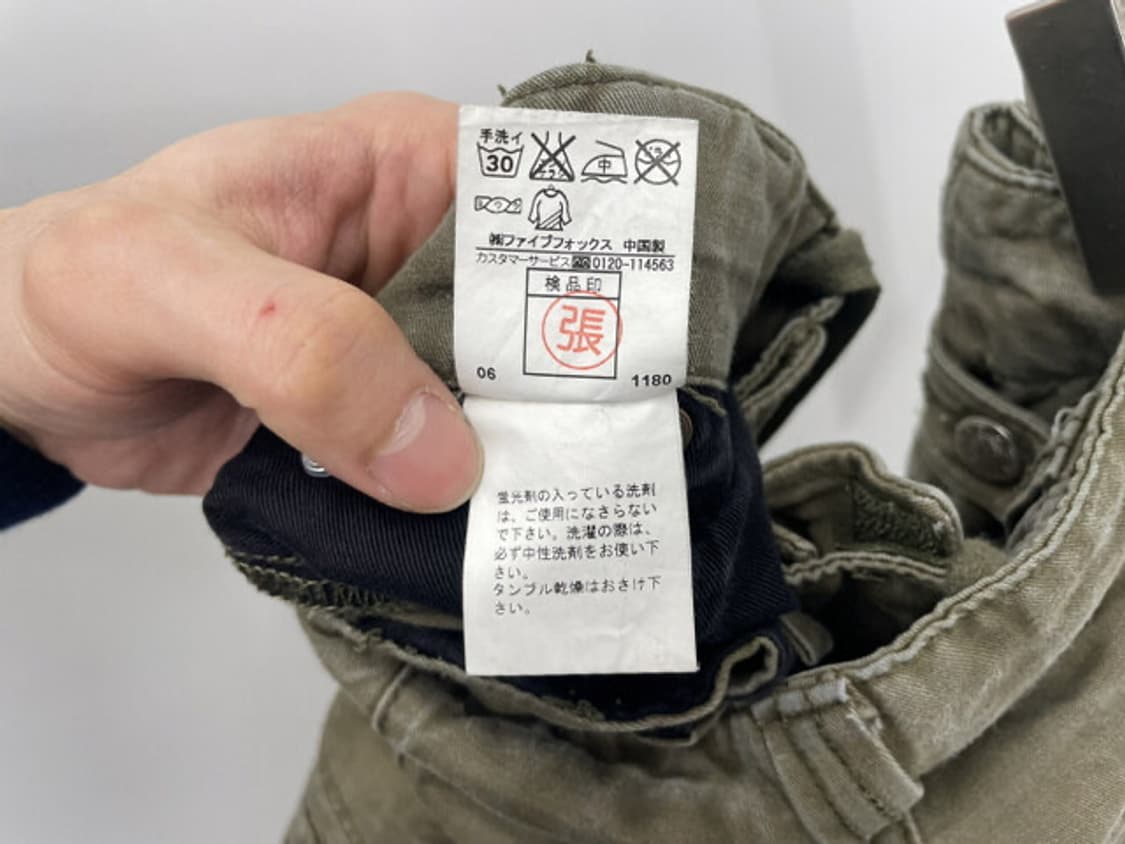 手洗イ
30
中
㈱ファイブフォックス 中国製
カスタマーサービス 0120-114563
検品印
張
06 1180
蛍光剤の入っている洗剤
は、ご使用になさらない
で下さい。洗濯の際は、
必ず中性洗剤をお使い下
さい。
タンブル乾燥はおさけ下
さい。